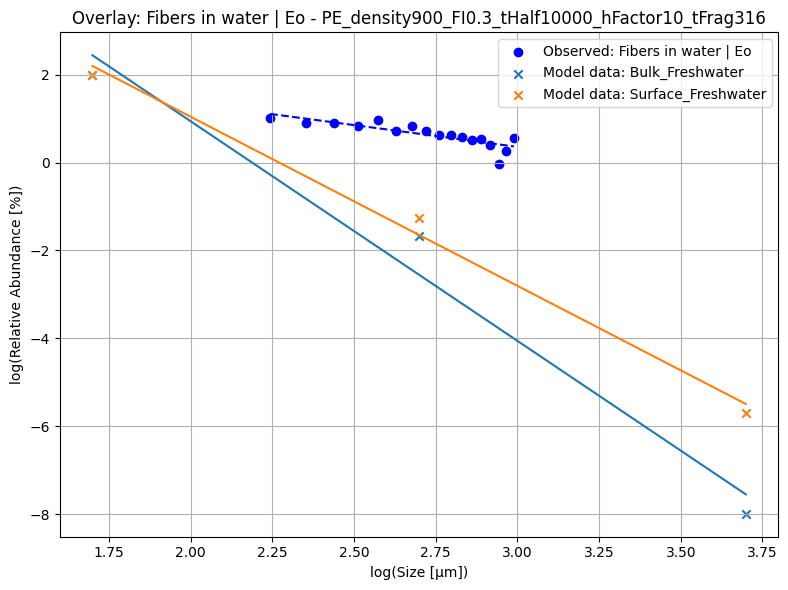 Overlay: Fibers in water | Eo - PE_density900_FI0.3_tHalf10000_hFactor10_tFrag316
Observed: Fibers in water | Eo
Model data: Bulk_Freshwater
Model data: Surface_Freshwater
log(Relative Abundance [%])
2
0
−2
−4
−6
−8
1.75
2.00
2.25
2.50
2.75
3.00
3.25
3.50
3.75
log(Size [μm])